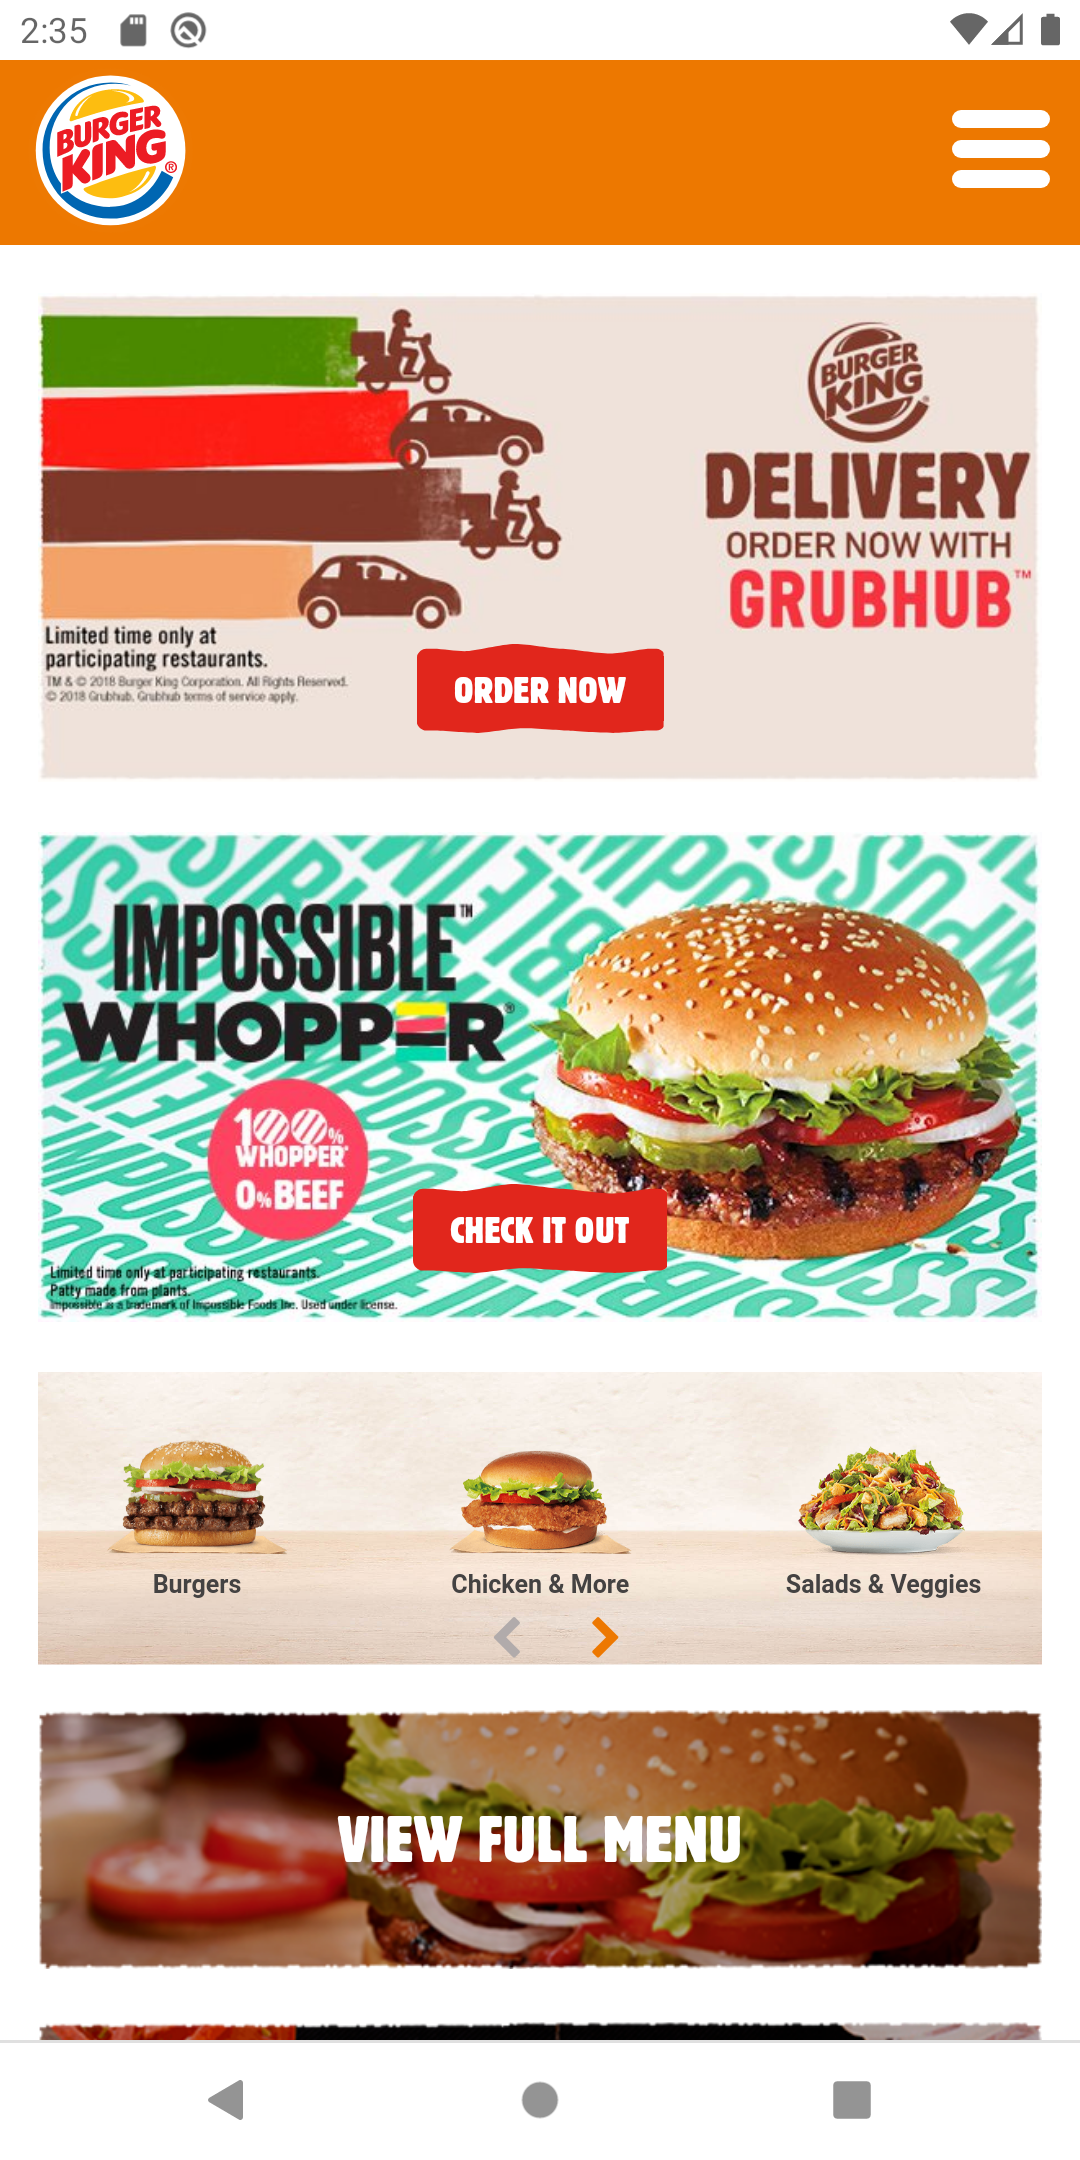 2:35
BURGER
KING®
BURGER
KING
DELIVERY
ORDER NOW WITH
GRUBHUB™
Limited time only at
participating restaurants.
TM & © 2018 Burger King Corporation. All Rights Reserved.
© 2018 Grubhub. Grubhub terms of service apply.
ORDER NOW
IMPOSSIBLE™
WHOPPER®
100%
WHOPPER
0% BEEF
CHECK IT OUT
Limited time only at participating restaurants.
Patty made from plants.
Impossible is a trademark of Impossible Foods Inc. Used under license.
Burgers
Chicken & More
Salads & Veggies
VIEW FULL MENU